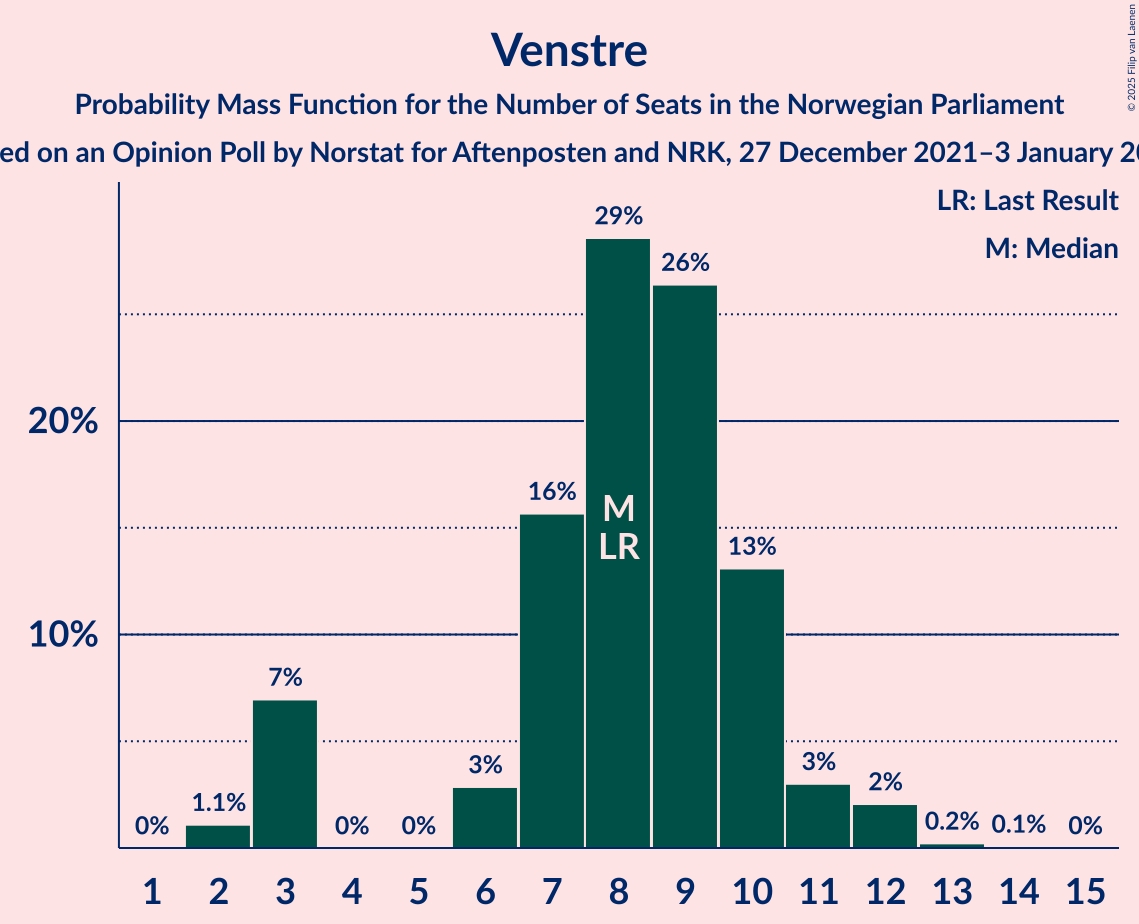 Venstre
Probability Mass Function for the Number of Seats in the Norwegian Parliament
ed on an Opinion Poll by Norstat for Aftenposten and NRK, 27 December 2021–3 January 20
© 2025 Filip van Laenen
LR: Last Result
M: Median
20%
10%
0%
1.1%
7%
0%
0%
3%
16%
29%
26%
13%
3%
2%
0.2%
0.1%
0%
M
LR
1 2 3 4 5 6 7 8 9 10 11 12 13 14 15